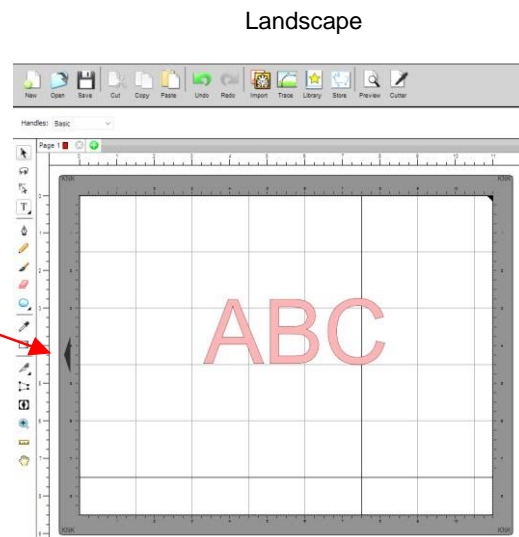 Landscape
New Open Save Cut Copy Paste Undo Redo Import Trace Library Store Preview Cutter
Handles: Basic
Page 1
KNK KNK
ABC
KNK KNK